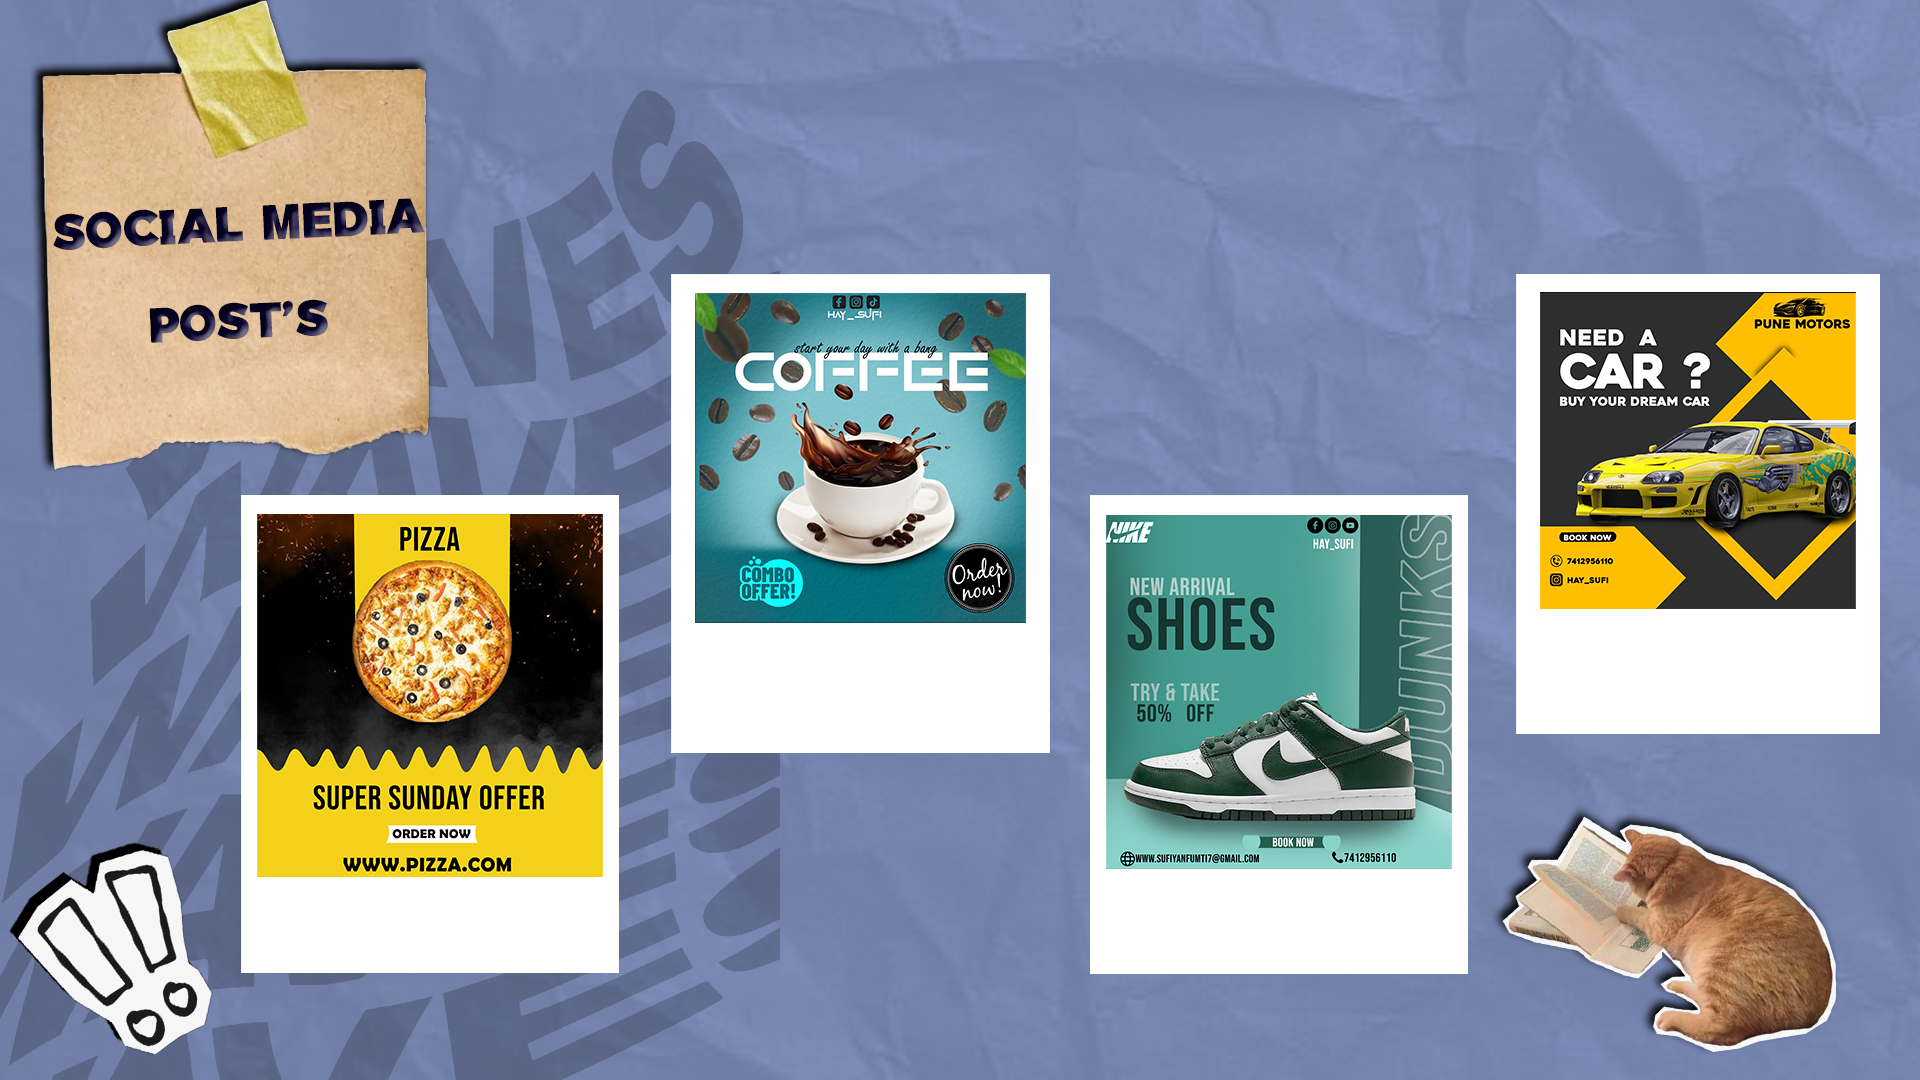 SOCIAL MEDIA
POST'S
WAVES
WAVES
PIZZA
SUPER SUNDAY OFFER
ORDER NOW
WWW.PIZZA.COM
HAY_SUFI
start your day with a bang
COFFEE
COMBO
OFFER!
Order
now!
NIKE
HAY_SUFI
NEW ARRIVAL
SHOES
TRY & TAKE
50% OFF
DUNKS
BOOK NOW
WWW.SUFIYANFUMTI7@GMAIL.COM
7412956110
PUNE MOTORS
NEED A
CAR ?
BUY YOUR DREAM CAR
BOOK NOW
7412956110
HAY_SUFI